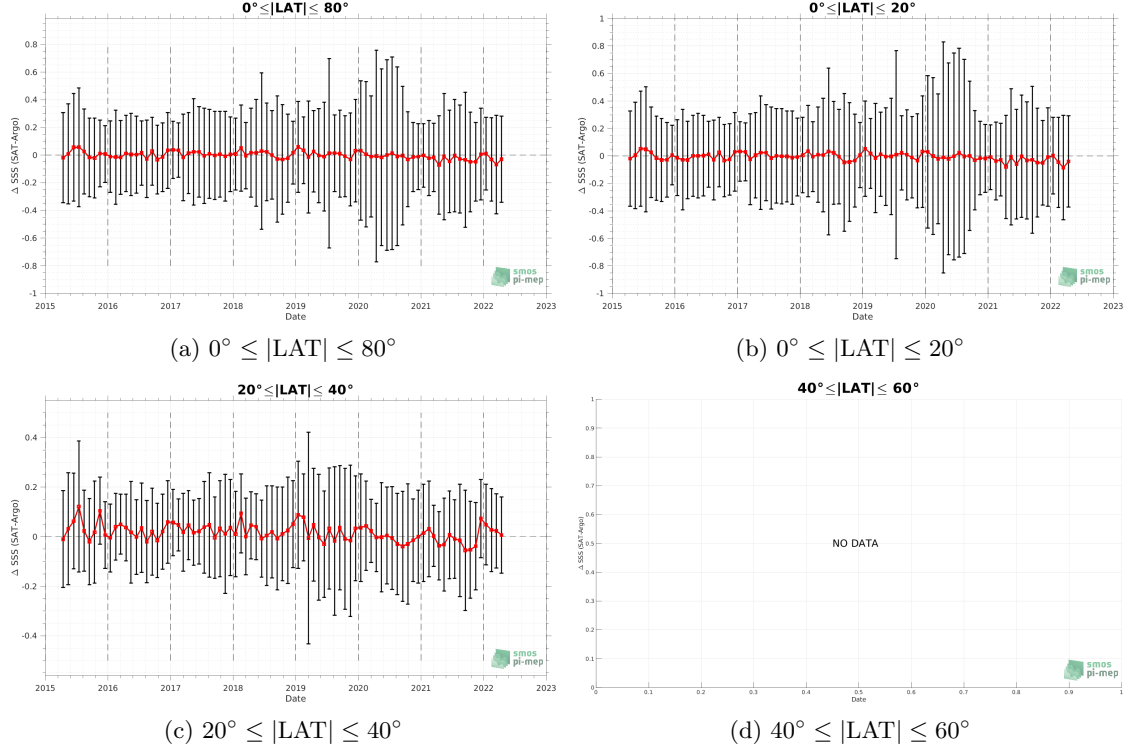 0°≤|LAT|≤ 80°
Δ SSS (SAT-Argo)
0.8
0.6
0.4
0.2
0
-0.2
-0.4
-0.6
-0.8
-1
2015 2016 2017 2018 2019 2020 2021 2022 2023
Date
smos
pi-mep
(a) 0° ≤ |LAT| ≤ 80°
0°≤|LAT|≤ 20°
Δ SSS (SAT-Argo)
1
0.8
0.6
0.4
0.2
0
-0.2
-0.4
-0.6
-0.8
-1
2015 2016 2017 2018 2019 2020 2021 2022 2023
Date
smos
pi-mep
(b) 0° ≤ |LAT| ≤ 20°
20°≤|LAT|≤ 40°
Δ SSS (SAT-Argo)
0.4
0.2
0
-0.2
-0.4
2015 2016 2017 2018 2019 2020 2021 2022 2023
Date
smos
pi-mep
(c) 20° ≤ |LAT| ≤ 40°
40°≤|LAT|≤ 60°
Δ SSS (SAT-Argo)
1
0.9
0.8
0.7
0.6
0.5
0.4
0.3
0.2
0.1
0
NO DATA
0 0.1 0.2 0.3 0.4 0.5 0.6 0.7 0.8 0.9 1
Date
smos
pi-mep
(d) 40° ≤ |LAT| ≤ 60°